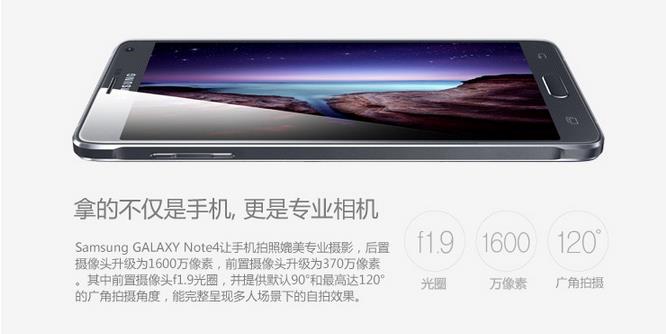 SAMSUNG
拿的不仅是手机, 更是专业相机
Samsung GALAXY Note4让手机拍照媲美专业摄影，后置
摄像头升级为1600万像素，前置摄像头升级为370万像素
。其中前置摄像头f1.9光圈，并提供默认90°和最高达120°
的广角拍摄角度，能完整呈现多人场景下的自拍效果。
f1.9
光圈
1600
万像素
120°
广角拍摄